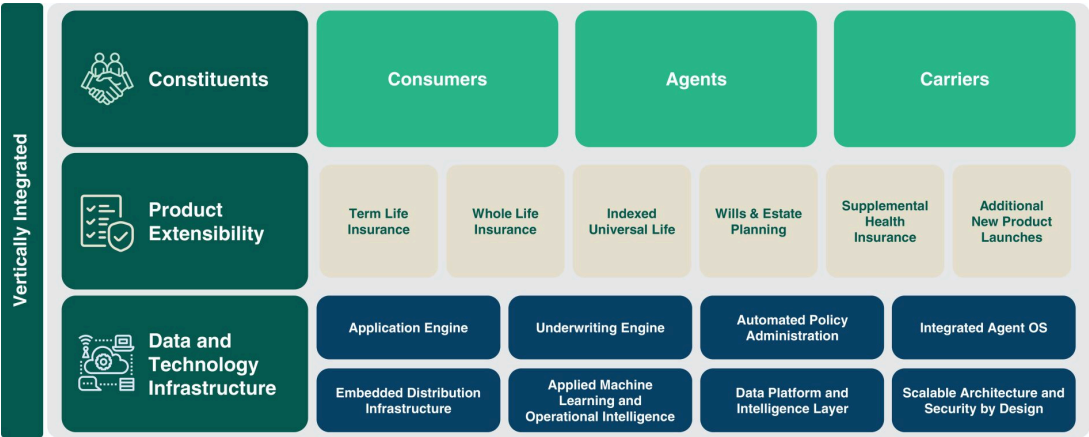 Vertically Integrated
Constituents
Consumers
Agents
Carriers
Product
Extensibility
Term Life
Insurance
Whole Life
Insurance
Indexed
Universal Life
Wills & Estate
Planning
Supplemental
Health
Insurance
Additional
New Product
Launches
Data and
Technology
Infrastructure
Application Engine
Underwriting Engine
Automated Policy
Administration
Integrated Agent OS
Embedded Distribution
Infrastructure
Applied Machine
Learning and
Operational Intelligence
Data Platform and
Intelligence Layer
Scalable Architecture and
Security by Design